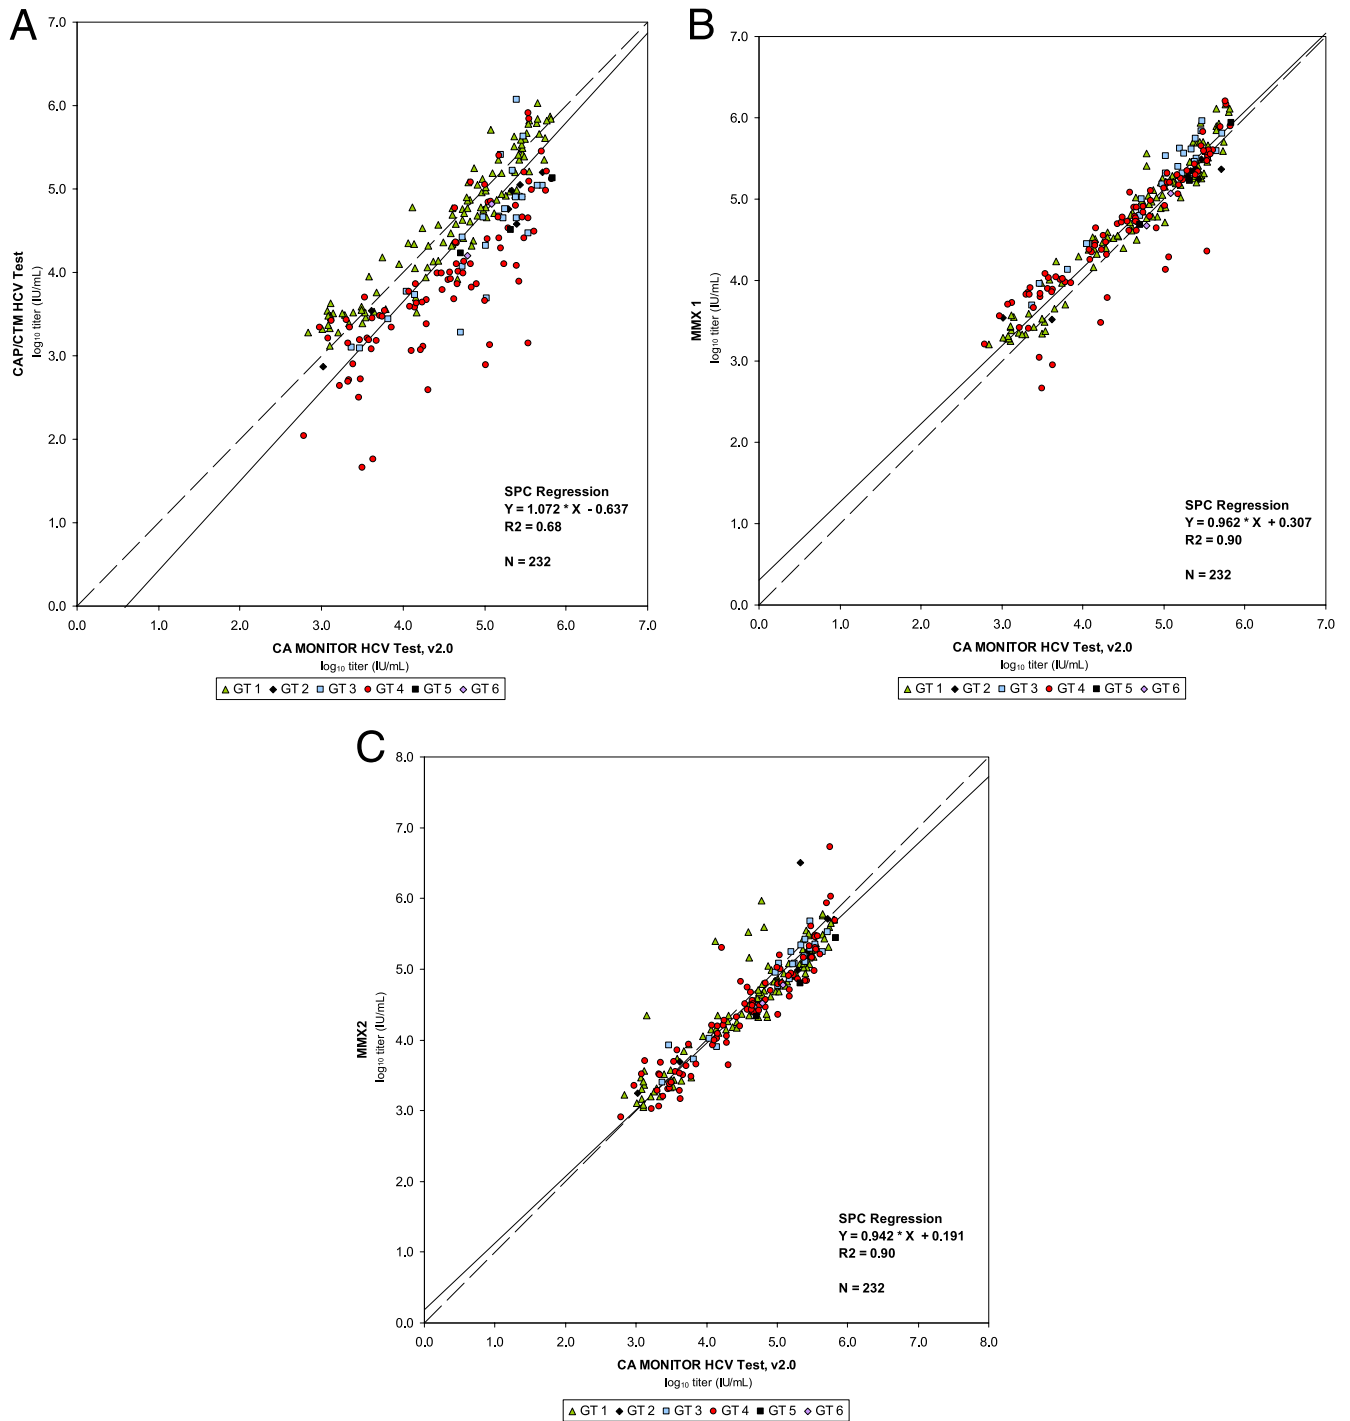 A
7.0
6.0
5.0
4.0
3.0
2.0
1.0
0.0
CAP/CTM HCV Test
log10 titer (IU/mL)
SPC Regression
Y = 1.072 * X - 0.637
R2 = 0.68
N = 232
0.0 1.0 2.0 3.0 4.0 5.0 6.0 7.0
CA MONITOR HCV Test, v2.0
log10 titer (IU/mL)
GT 1 GT 2 GT 3 GT 4 GT 5 GT 6
B
7.0
6.0
5.0
4.0
3.0
2.0
1.0
0.0
MMX 1
log10 titer (IU/mL)
SPC Regression
Y = 0.962 * X + 0.307
R2 = 0.90
N = 232
0.0 1.0 2.0 3.0 4.0 5.0 6.0 7.0
CA MONITOR HCV Test, v2.0
log10 titer (IU/mL)
GT 1 GT 2 GT 3 GT 4 GT 5 GT 6
C
8.0
7.0
6.0
5.0
4.0
3.0
2.0
1.0
0.0
MMX2
log10 titer (IU/mL)
SPC Regression
Y = 0.942 * X + 0.191
R2 = 0.90
N = 232
0.0 1.0 2.0 3.0 4.0 5.0 6.0 7.0 8.0
CA MONITOR HCV Test, v2.0
log10 titer (IU/mL)
GT 1 GT 2 GT 3 GT 4 GT 5 GT 6